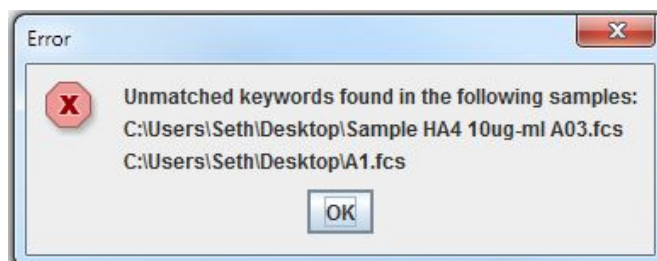 Error
X
X
Unmatched keywords found in the following samples:
C:\Users\Seth\Desktop\Sample HA4 10ug-ml A03.fcs
C:\Users\Seth\Desktop\A1.fcs
OK